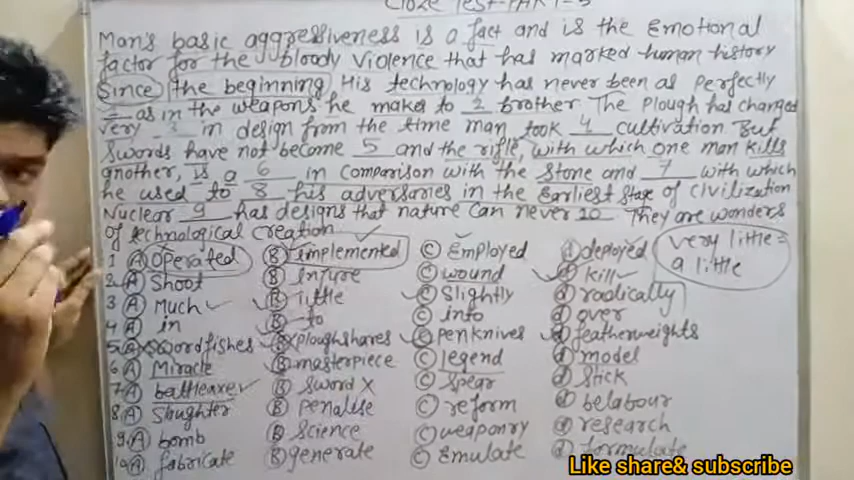 Cloze Test-PART-5
Man's basic aggressiveness is a fact and is the Emotional
factor for the bloody violence that has marked human history
Since the beginning His technology has never been as perfectly
1 as in the weapons he makes to 2 brother The Plough has changed
very 3 in design from the time man took 4 cultivation But
Swords have not become 5 and the rifle, with which one man kills
another, is a 6 in comparison with the stone and 7 with which
he used to 8 his adversaries in the Earliest Stage of civilization
Nuclear 9 has designs that nature can never 10 They are wonders
of technological creation
very little =
a little
1 (A) Operated (B) implemented (C) Employed (d) deployed
2 (A) Shoot (B) Injure (C) wound (d) kill
3 (A) Much (B) little (C) Slightly (d) radically
4 (A) in (B) to (C) into (d) over
5 (A) Swordfishes (B) ploughshares (C) penknives (d) featherweights
6 (A) Miracle (B) masterpiece (C) legend (d) model
7 (A) battleaxe (B) Sword (C) Spear (d) Stick
8 (A) Slaughter (B) Penalise (C) reform (d) belabour
9 (A) bomb (B) Science (C) weaponry (d) research
10 (A) fabricate (B) generate (C) Emulate (d) formulate
Like share& subscribe